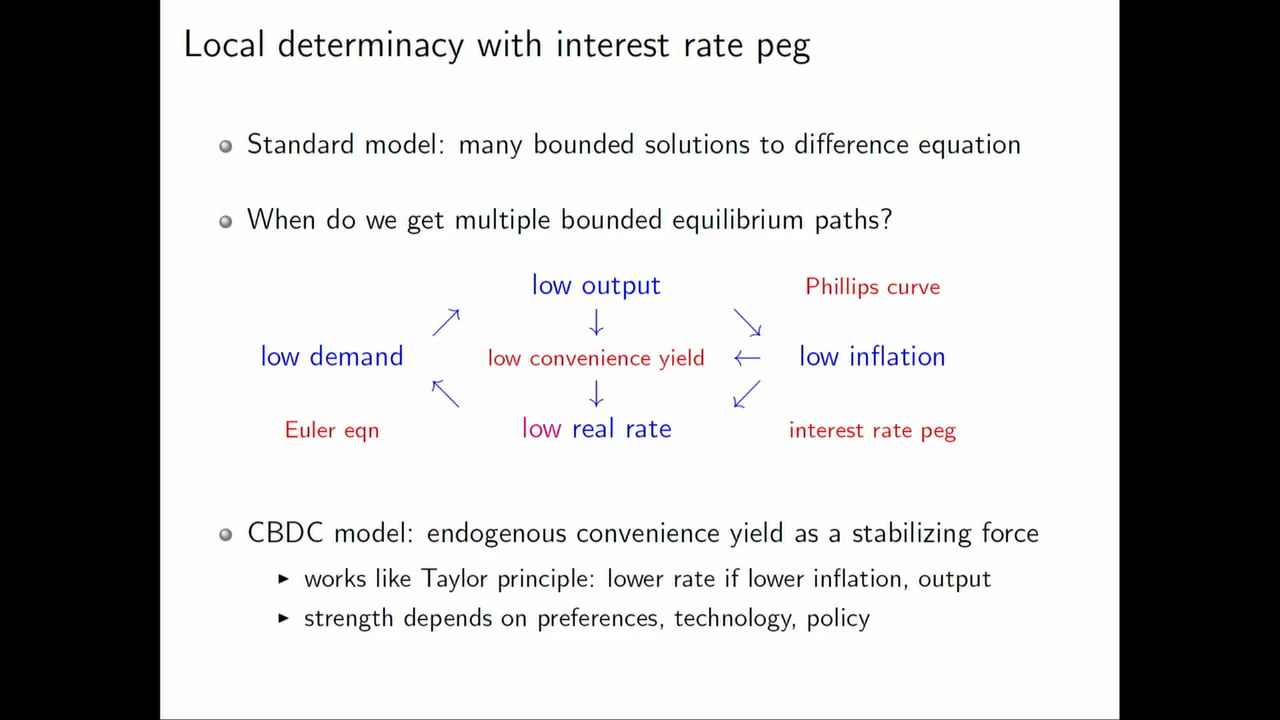 Local determinacy with interest rate peg
Standard model: many bounded solutions to difference equation
When do we get multiple bounded equilibrium paths?
low output Phillips curve
low demand low convenience yield low inflation
Euler eqn low real rate interest rate peg
CBDC model: endogenous convenience yield as a stabilizing force
works like Taylor principle: lower rate if lower inflation, output
strength depends on preferences, technology, policy